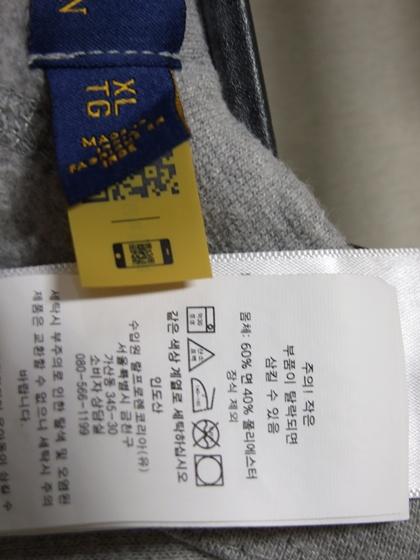 N
XL
TG
주의! 작은
부품이 탈락되면
삼킬 수 있음
몸체: 60% 면 40% 폴리에스터
장식 제외
같은 색상 계열로 세탁하십시오
인도산
수입원 랄프로렌코리아(유)
서울특별시 금천구
가산동 345-30
소비자 상담실
080-566-1199
세탁시 부주의로 인한 탈색 및 오염된
제품은 교환할 수 없으니 세탁시 주의
바랍니다.